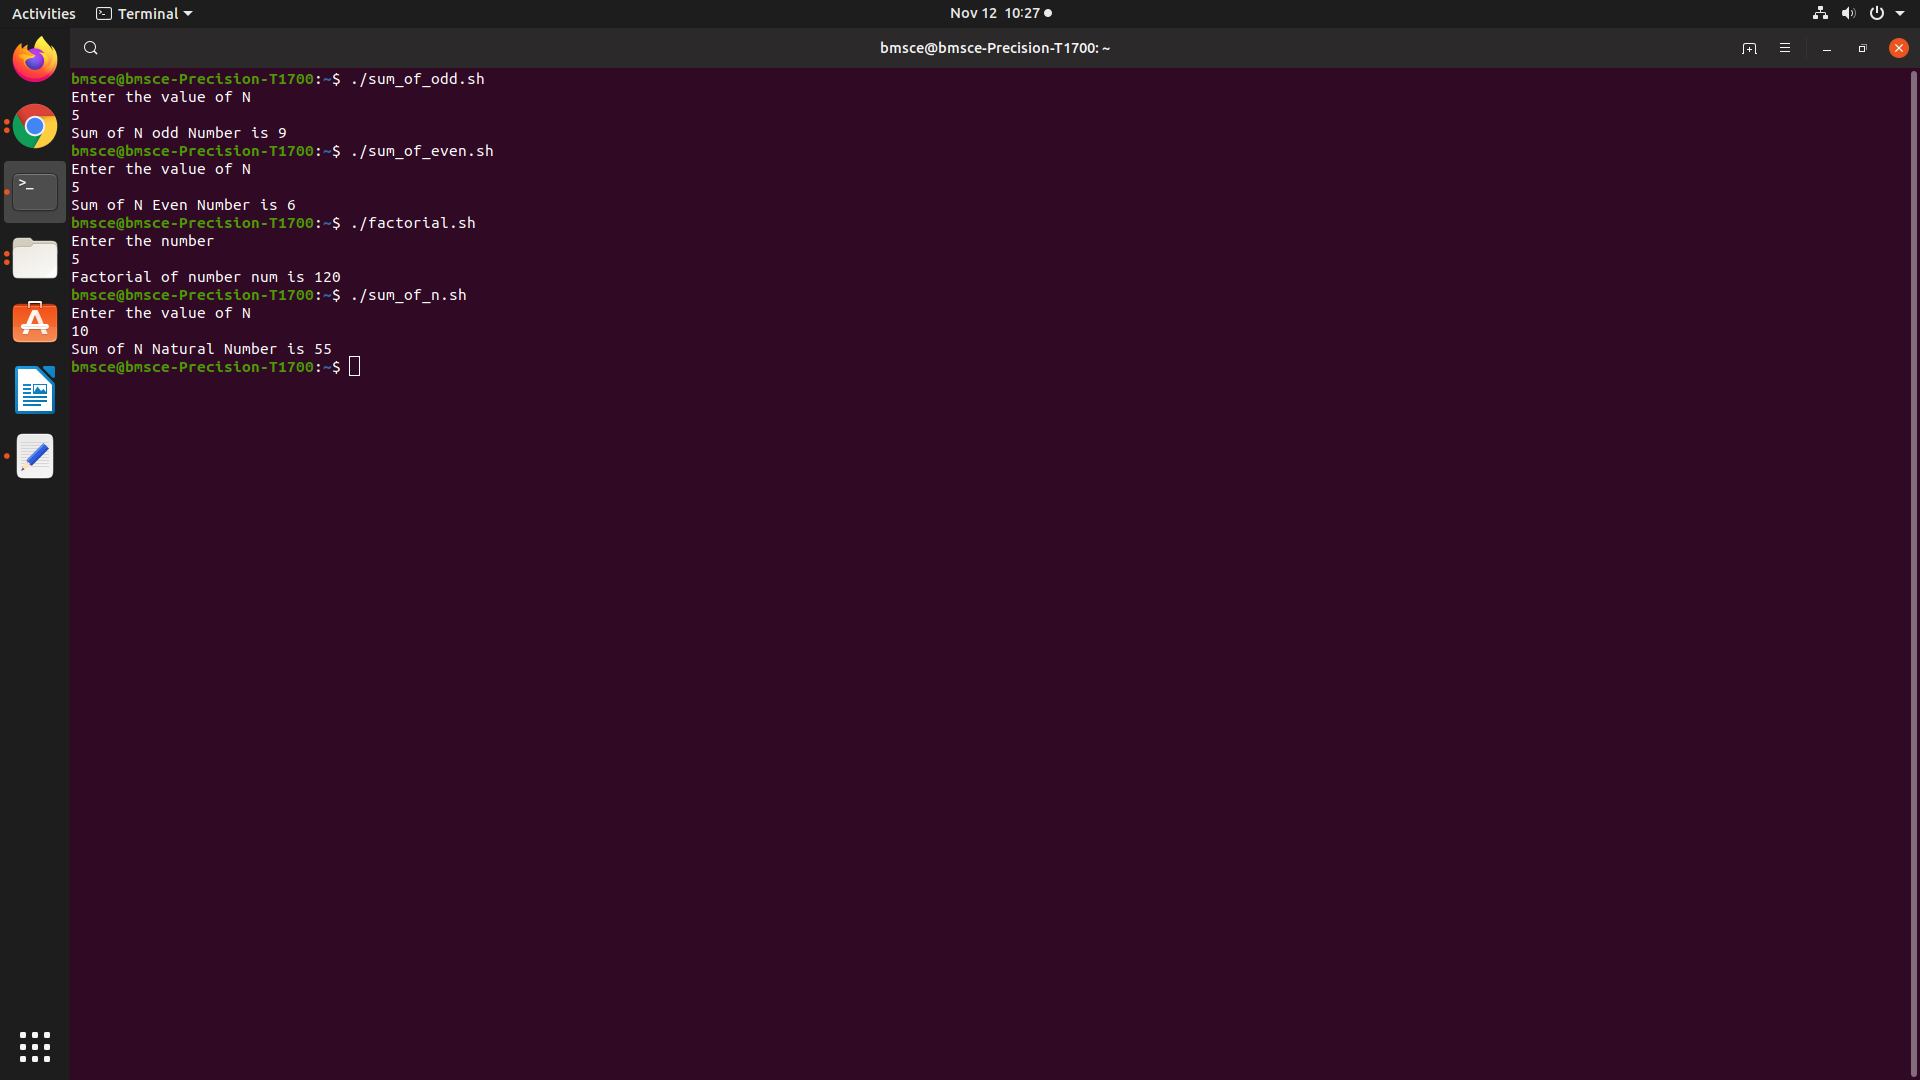 Activities Terminal Nov 12 10:27
bmsce@bmsce-Precision-T1700: ~
bmsce@bmsce-Precision-T1700:~$ ./sum_of_odd.sh
Enter the value of N
5
Sum of N odd Number is 9
bmsce@bmsce-Precision-T1700:~$ ./sum_of_even.sh
Enter the value of N
5
Sum of N Even Number is 6
bmsce@bmsce-Precision-T1700:~$ ./factorial.sh
Enter the number
5
Factorial of number num is 120
bmsce@bmsce-Precision-T1700:~$ ./sum_of_n.sh
Enter the value of N
10
Sum of N Natural Number is 55
bmsce@bmsce-Precision-T1700:~$